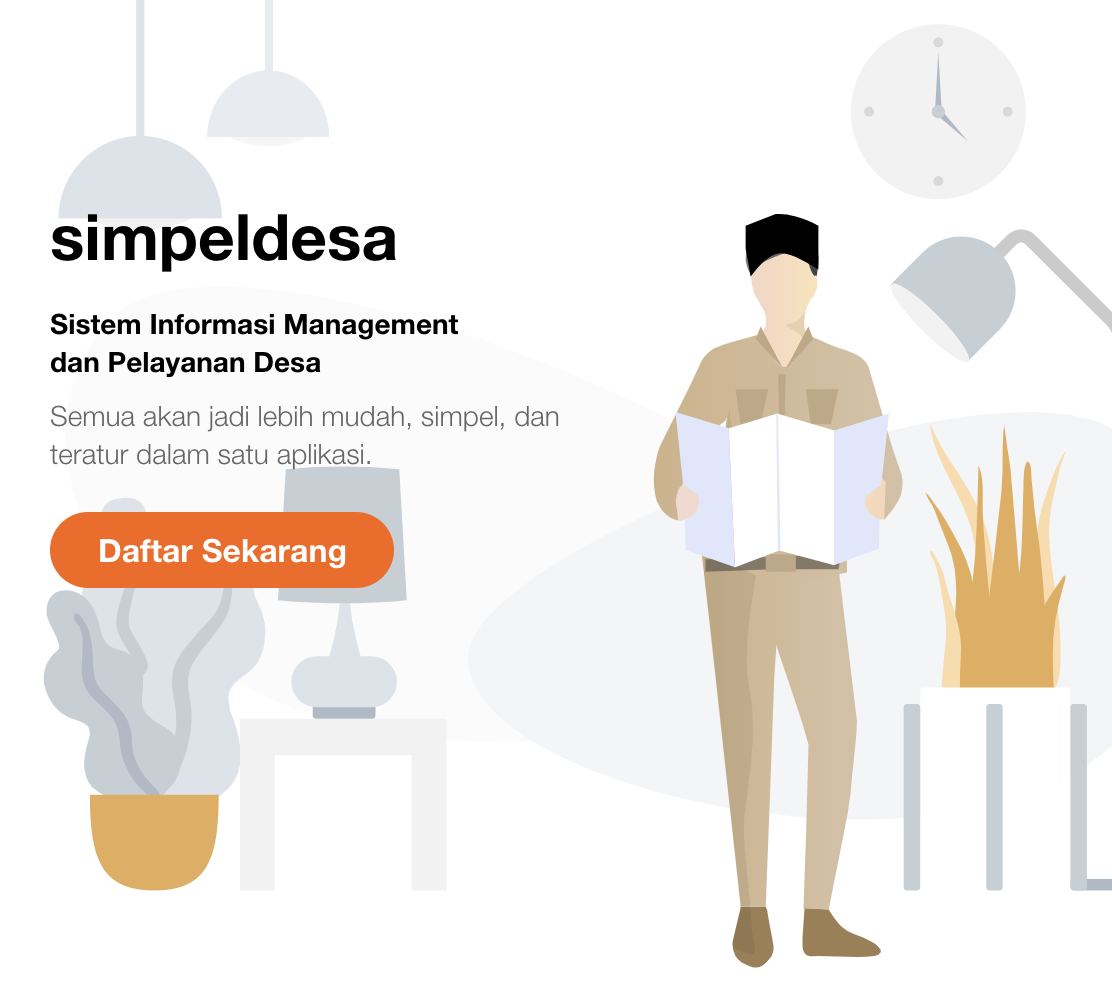 simpeldesa
Sistem Informasi Management
dan Pelayanan Desa
Semua akan jadi lebih mudah, simpel, dan
teratur dalam satu aplikasi.
Daftar Sekarang